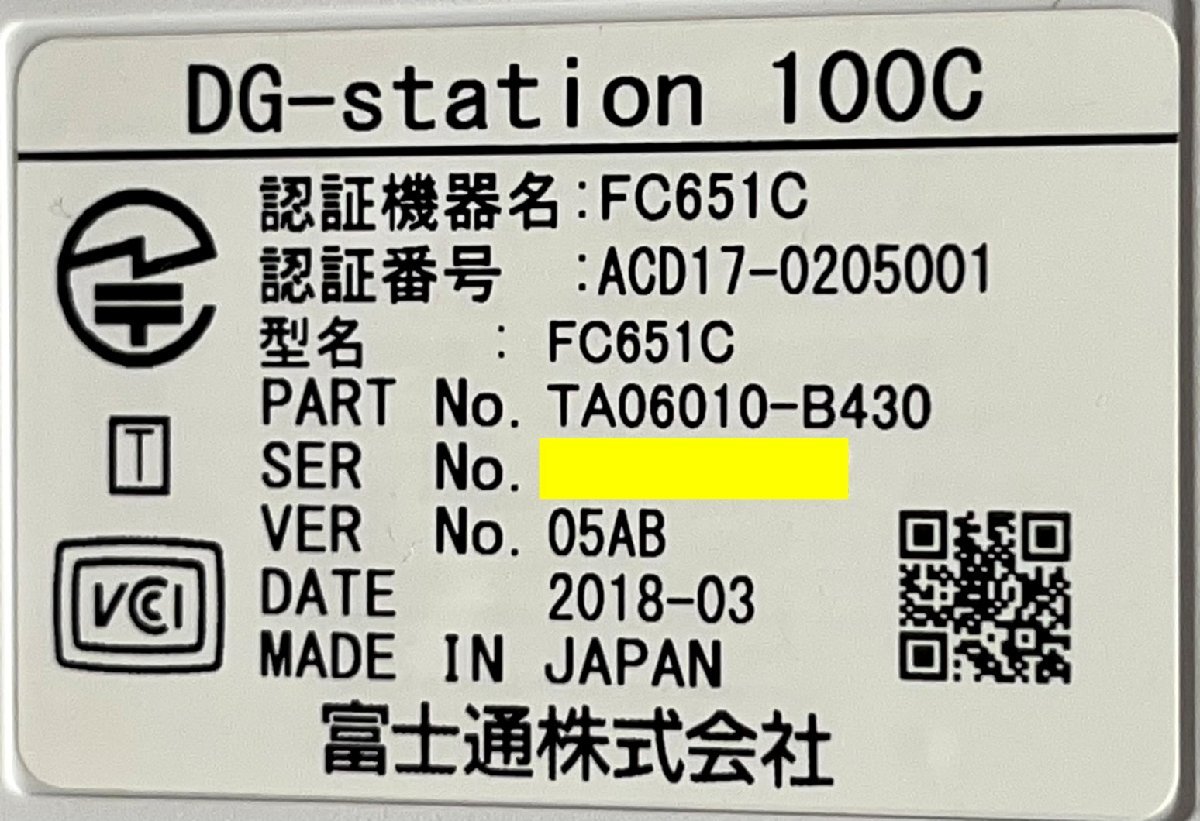 DG-station 100C
認証機器名:FC651C
認証番号 :ACD17-0205001
型名 : FC651C
T
PART No. TA06010-B430
SER No.
VER No. 05AB
VCCI
DATE 2018-03
MADE IN JAPAN
富士通株式会社